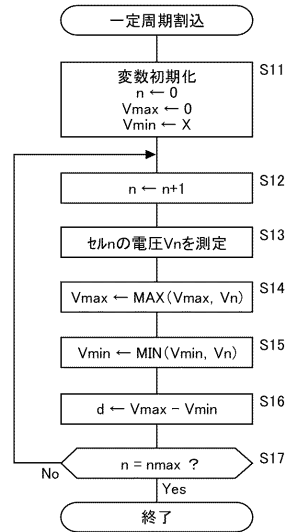 一定周期割込
変数初期化
n ← 0
Vmax ← 0
Vmin ← X
S11
n ← n+1
S12
ｾﾙnの電圧Vnを測定
S13
Vmax ← MAX(Vmax, Vn)
S14
Vmin ← MIN(Vmin, Vn)
S15
d ← Vmax − Vmin
S16
n = nmax ?
S17
No
Yes
終了